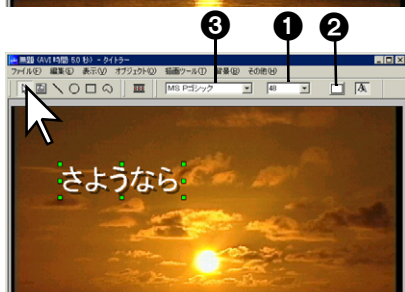 ❸ ❶ ❷
無題 (AVI 時間 5.0 秒) - タイトラー
ファイル(F) 編集(E) 表示(V) オブジェクト(O) 描画ツール(T) 背景(B) その他(H)
MS Pゴシック 48 A
さようなら